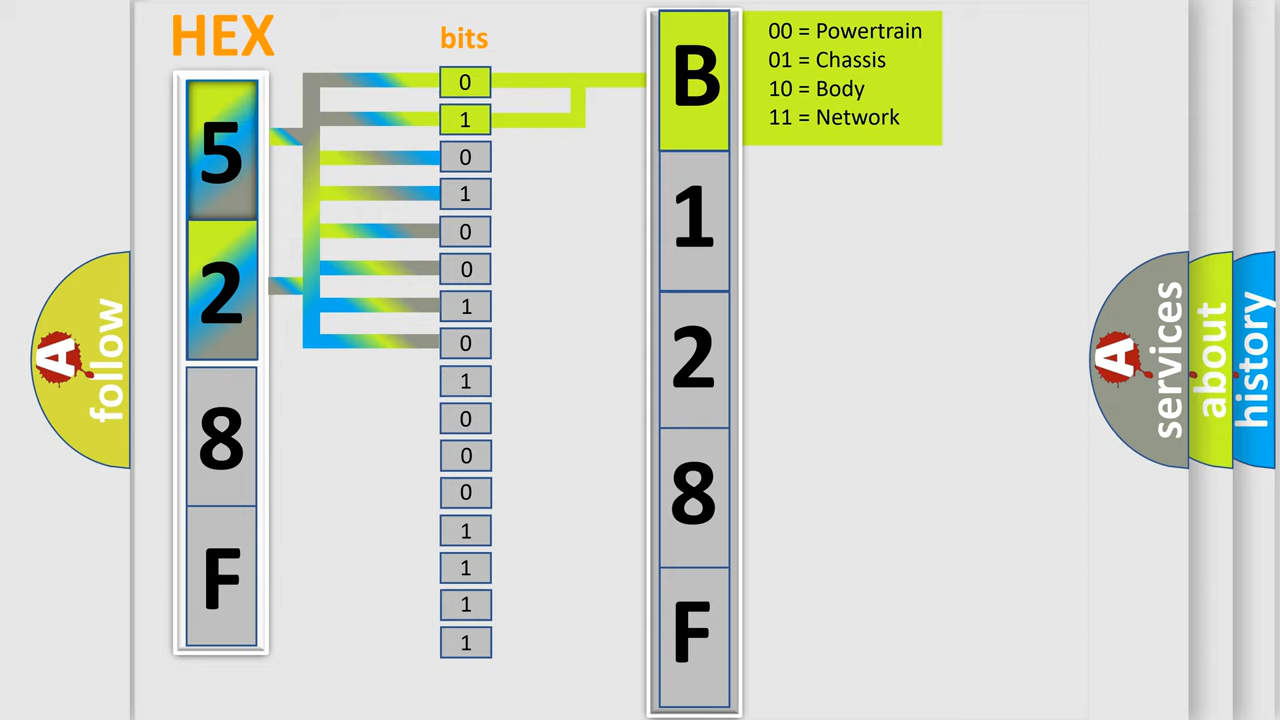 HEX
bits
5
2
8
F
0
1
0
1
0
0
1
0
1
0
0
0
1
1
1
1
B
1
2
8
F
00 = Powertrain
01 = Chassis
10 = Body
11 = Network
A
follow
A
services
about
history